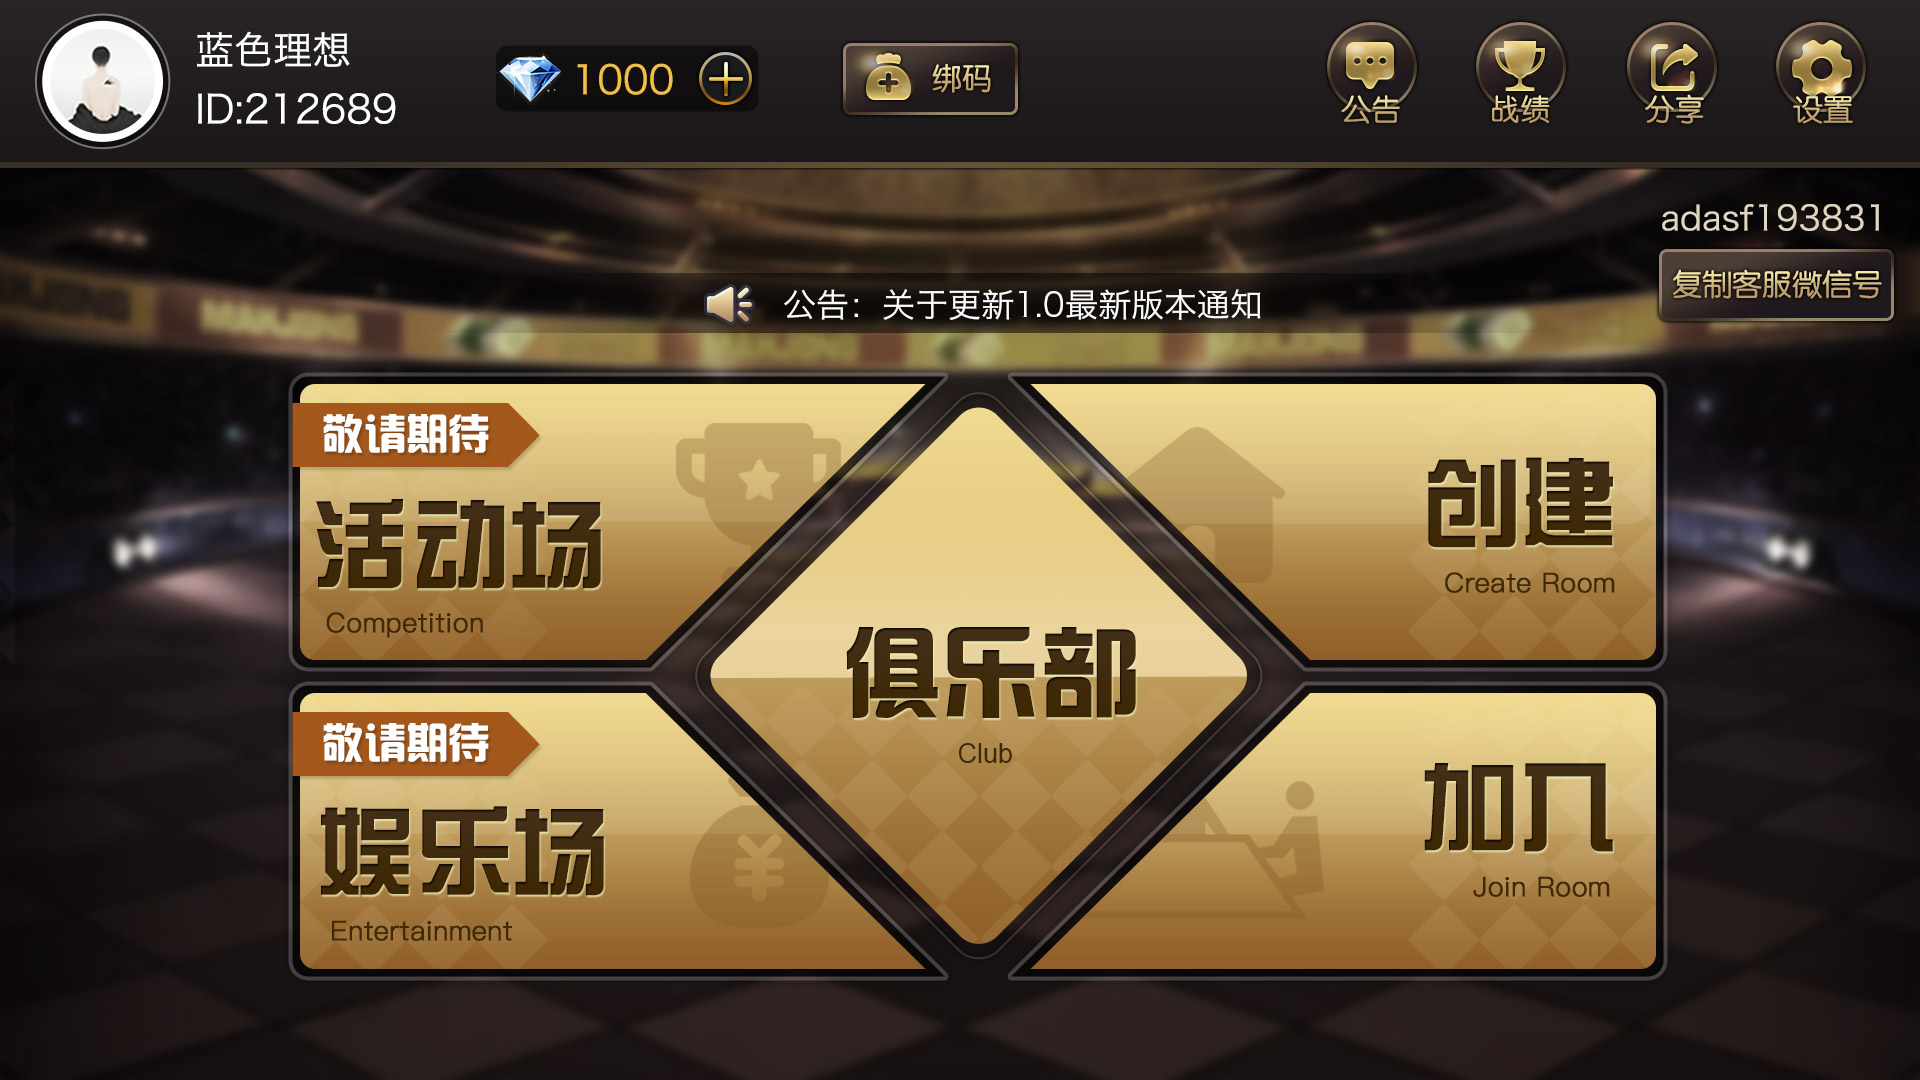 蓝色理想
ID:212689
1000
绑码
公告
战绩
分享
设置
adasf193831
复制客服微信号
公告：关于更新1.0最新版本通知
MAHJONG
敬请期待
活动场
Competition
创建
Create Room
俱乐部
Club
敬请期待
娱乐场
Entertainment
加入
Join Room